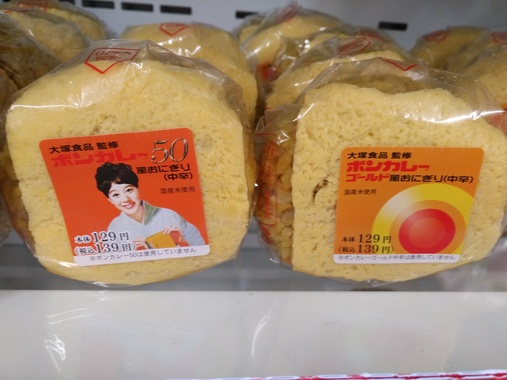 大塚食品 監修
ボンカレー50
風おにぎり(中辛)
国産米使用
本体129円
(税込139円)
※ボンカレー50は使用していません
大塚食品 監修
ボンカレー
ゴールド風おにぎり(中辛)
国産米使用
本体129円
(税込139円)
※ボンカレーゴールド中辛は使用していません